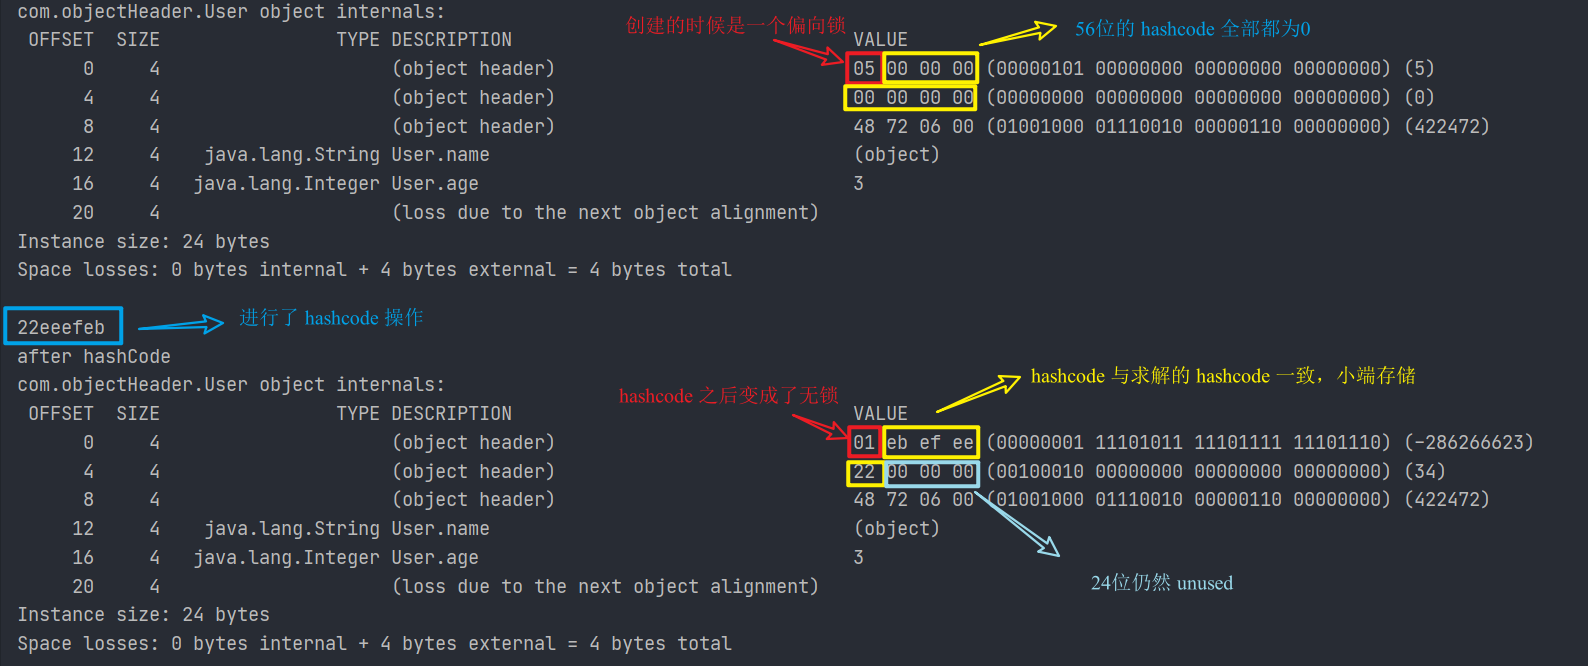 com.objectHeader.User object internals:
创建的时候是一个偏向锁
56位的 hashcode 全部都为0
OFFSET SIZE TYPE DESCRIPTION VALUE
0 4 (object header) 05 00 00 00 (00000101 00000000 00000000 00000000) (5)
4 4 (object header) 00 00 00 00 (00000000 00000000 00000000 00000000) (0)
8 4 (object header) 48 72 06 00 (01001000 01110010 00000110 00000000) (422472)
12 4 java.lang.String User.name (object)
16 4 java.lang.Integer User.age 3
20 4 (loss due to the next object alignment)
Instance size: 24 bytes
Space losses: 0 bytes internal + 4 bytes external = 4 bytes total
22eeefeb
进行了 hashcode 操作
after hashCode
com.objectHeader.User object internals:
hashcode 之后变成了无锁
hashcode 与求解的 hashcode 一致，小端存储
OFFSET SIZE TYPE DESCRIPTION VALUE
0 4 (object header) 01 eb ef ee (00000001 11101011 11101111 11101110) (-286266623)
4 4 (object header) 22 00 00 00 (00100010 00000000 00000000 00000000) (34)
8 4 (object header) 48 72 06 00 (01001000 01110010 00000110 00000000) (422472)
12 4 java.lang.String User.name (object)
16 4 java.lang.Integer User.age 3
20 4 (loss due to the next object alignment)
24位仍然 unused
Instance size: 24 bytes
Space losses: 0 bytes internal + 4 bytes external = 4 bytes total